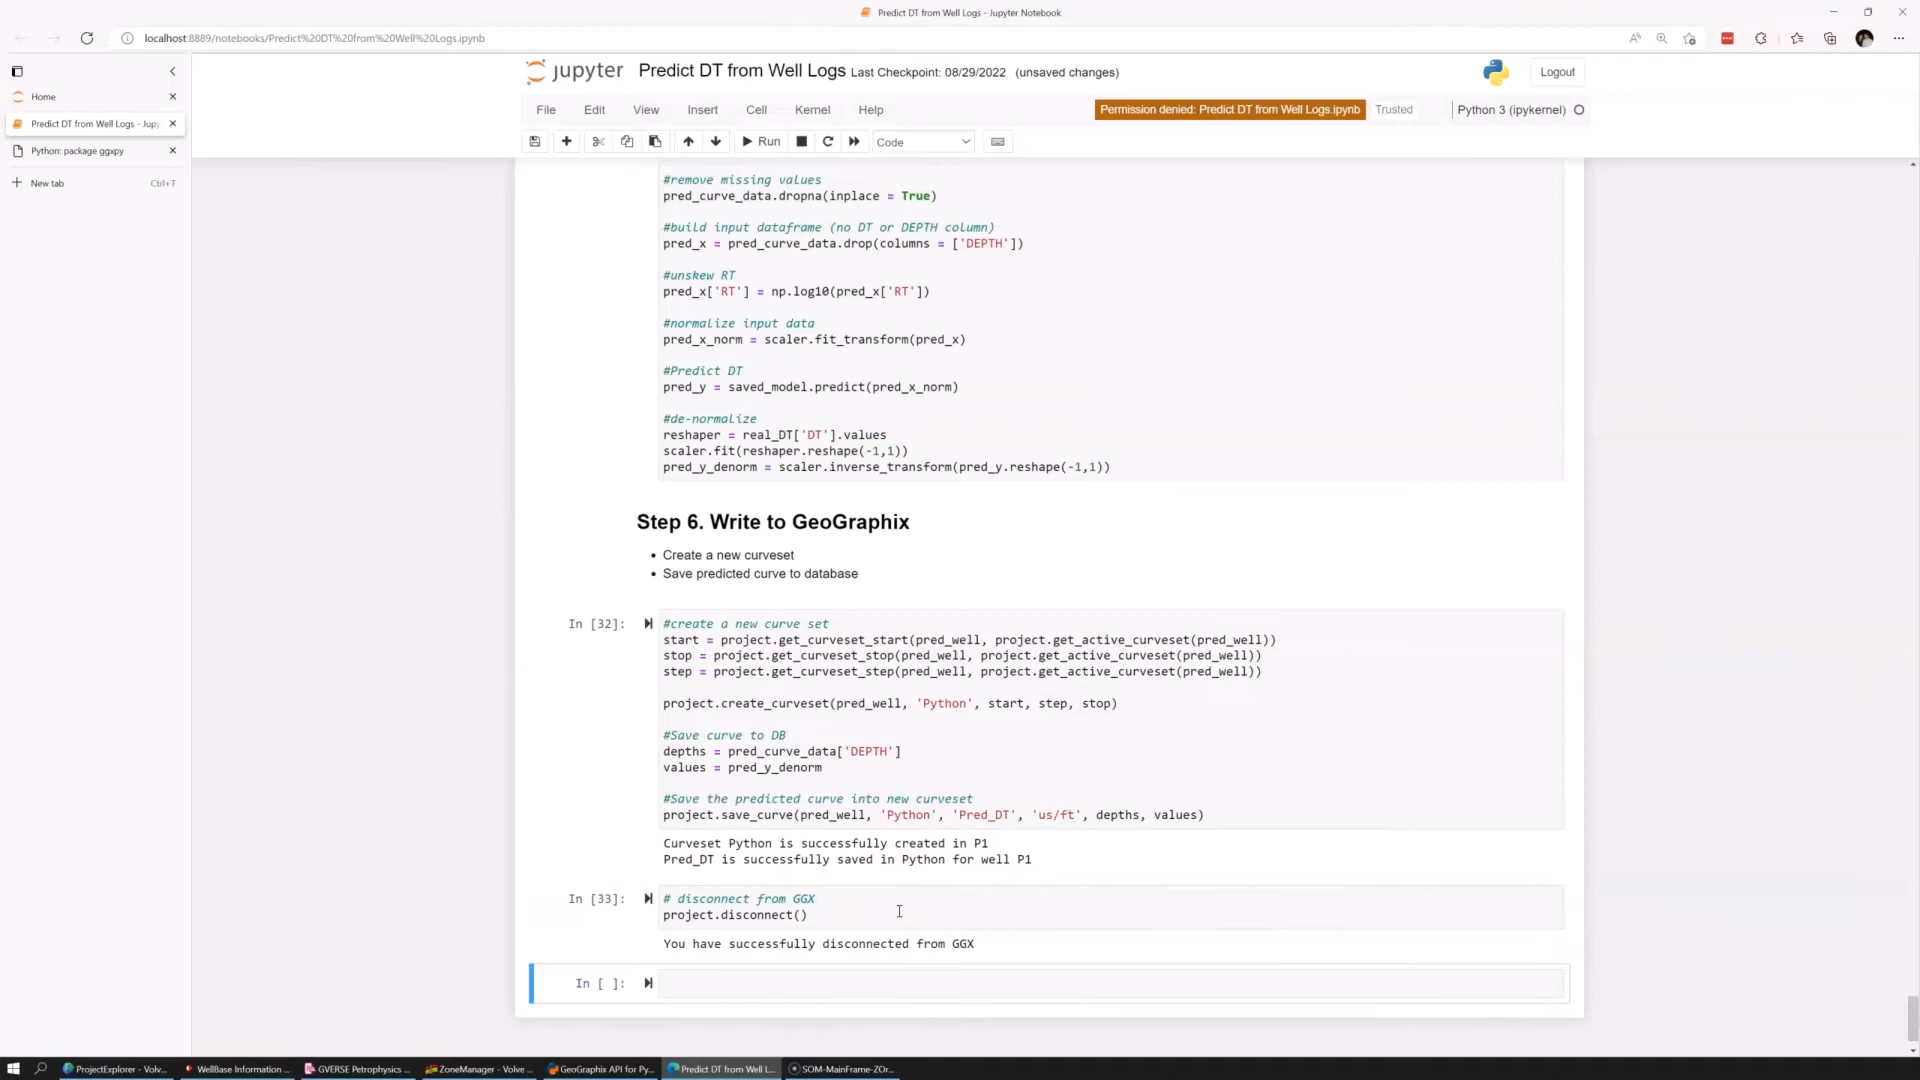 Predict DT from Well Logs - Jupyter Notebook
localhost:8889/notebooks/Predict%20DT%20from%20Well%20Logs.ipynb
Home
Predict DT from Well Logs - Jupy
Python: package ggxpy
New tab Ctrl+T
jupyter Predict DT from Well Logs Last Checkpoint: 08/29/2022 (unsaved changes)
Logout
File Edit View Insert Cell Kernel Help
Permission denied: Predict DT from Well Logs.ipynb Trusted Python 3 (ipykernel)
Run Code
#remove missing values
pred_curve_data.dropna(inplace = True)
#build input dataframe (no DT or DEPTH column)
pred_x = pred_curve_data.drop(columns = ['DEPTH'])
#unskew RT
pred_x['RT'] = np.log10(pred_x['RT'])
#normalize input data
pred_x_norm = scaler.fit_transform(pred_x)
#Predict DT
pred_y = saved_model.predict(pred_x_norm)
#de-normalize
reshaper = real_DT['DT'].values
scaler.fit(reshaper.reshape(-1,1))
pred_y_denorm = scaler.inverse_transform(pred_y.reshape(-1,1))
Step 6. Write to GeoGraphix
• Create a new curveset
• Save predicted curve to database
In [32]:
#create a new curve set
start = project.get_curveset_start(pred_well, project.get_active_curveset(pred_well))
stop = project.get_curveset_stop(pred_well, project.get_active_curveset(pred_well))
step = project.get_curveset_step(pred_well, project.get_active_curveset(pred_well))
project.create_curveset(pred_well, 'Python', start, step, stop)
#Save curve to DB
depths = pred_curve_data['DEPTH']
values = pred_y_denorm
#Save the predicted curve into new curveset
project.save_curve(pred_well, 'Python', 'Pred_DT', 'us/ft', depths, values)
Curveset Python is successfully created in P1
Pred_DT is successfully saved in Python for well P1
In [33]:
# disconnect from GGX
project.disconnect()
You have successfully disconnected from GGX
In [ ]:
ProjectExplorer - Volv... WellBase Information ... GVERSE Petrophysics ... ZoneManager - Volve ... GeoGraphix API for Py... Predict DT from Well L... SOM-MainFrame-ZOr...